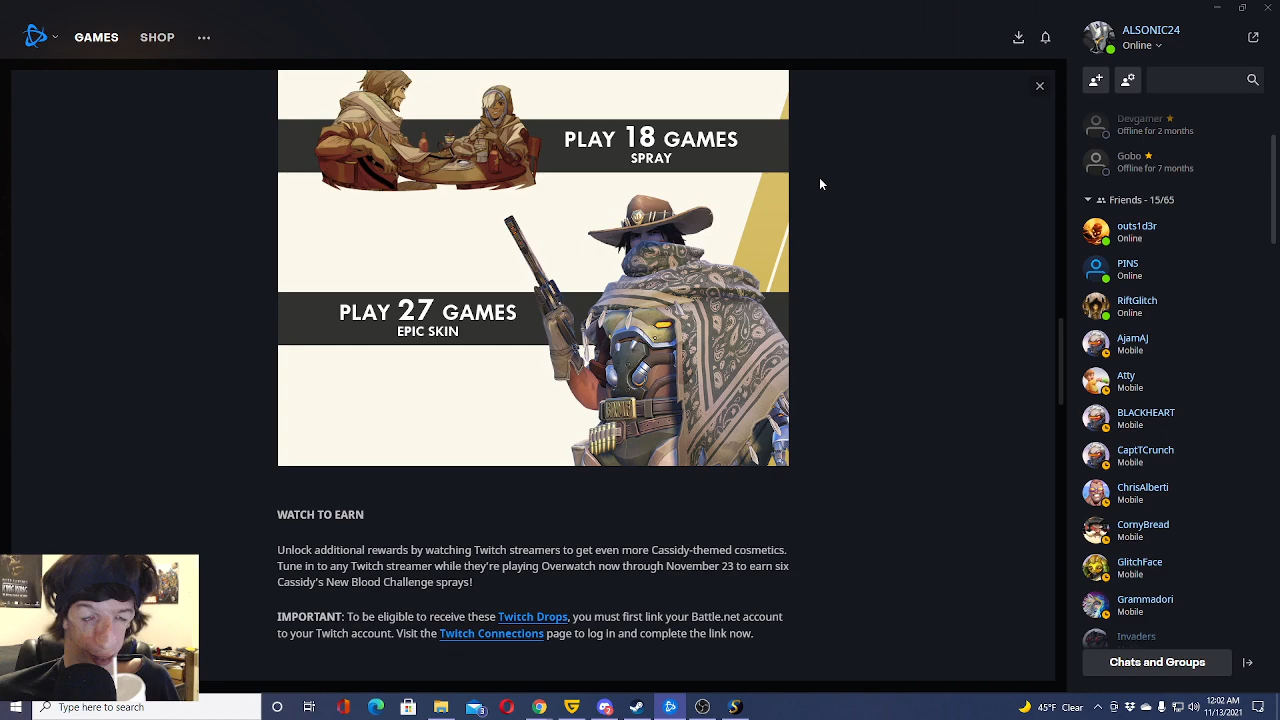 GAMES
SHOP
ALSONIC24
Online
PLAY 18 GAMES
SPRAY
PLAY 27 GAMES
EPIC SKIN
WATCH TO EARN
Unlock additional rewards by watching Twitch streamers to get even more Cassidy-themed cosmetics.
Tune in to any Twitch streamer while they're playing Overwatch now through November 23 to earn six
Cassidy's New Blood Challenge sprays!
IMPORTANT: To be eligible to receive these Twitch Drops, you must first link your Battle.net account
to your Twitch account. Visit the Twitch Connections page to log in and complete the link now.
Devgamer
Offline for 2 months
Gobo
Offline for 7 months
Friends - 15/65
outs1d3r
Online
PINS
Online
RiftGlitch
Online
AjamAJ
Mobile
Atty
Mobile
BLACKHEART
Mobile
CaptTCrunch
Mobile
ChrisAlberti
Mobile
CornyBread
Mobile
GlitchFace
Mobile
Grammadori
Mobile
Invaders
Chats and Groups
Type here to search
45°F Clear
12:02 AM
11/13/2021